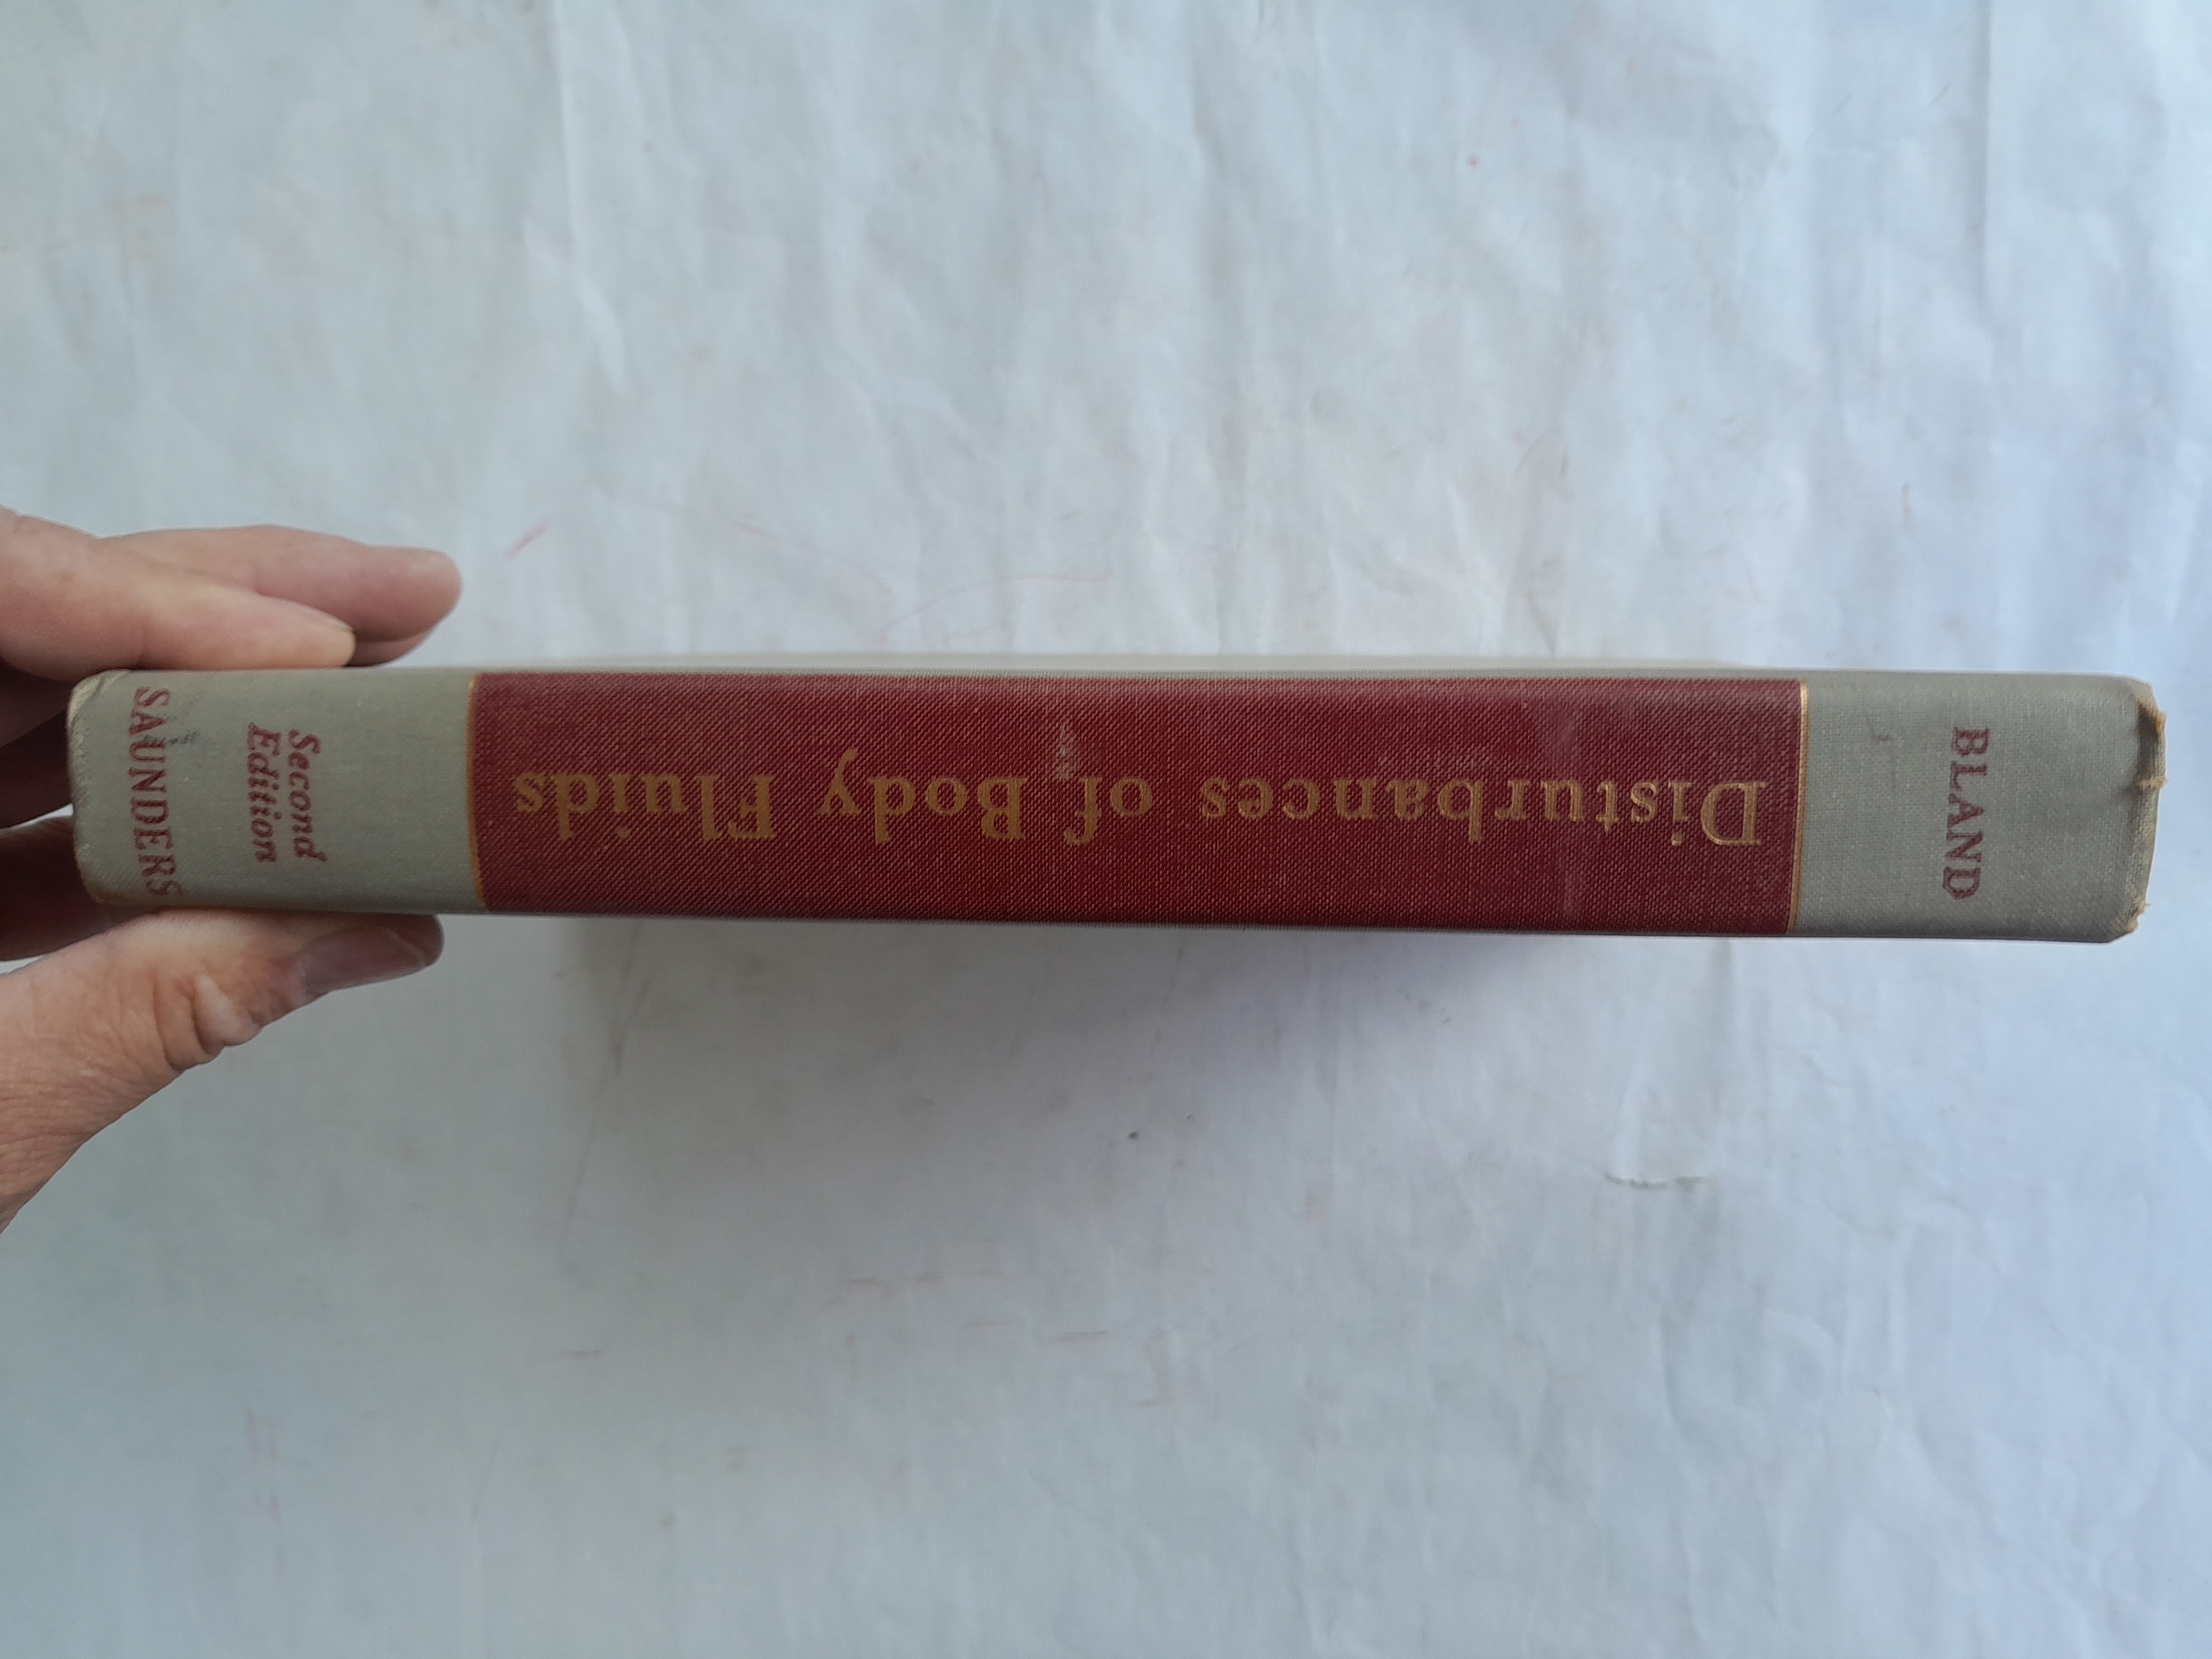 BLAND
Disturbances of Body Fluids
Second
Edition
SAUNDERS